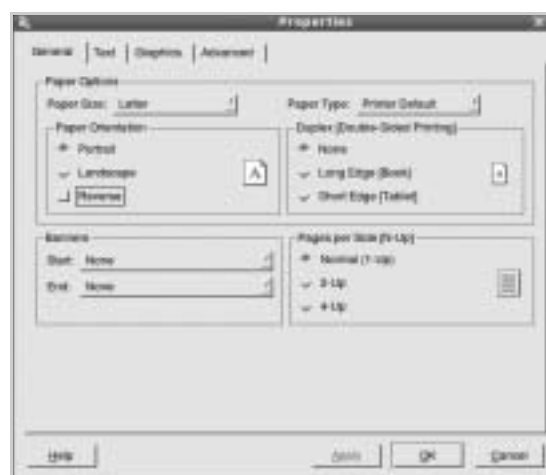 Properties
General Text Graphics Advanced
Paper Options
Paper Size: Letter Paper Type: Printer Default
Paper Orientation
Portrait
Landscape
Reverse
Duplex [Double-Sided Printing]
None
Long Edge [Book]
Short Edge [Tablet]
Banners
Start: None
End: None
Pages per Side [N-Up]
Normal (1-Up)
2-Up
4-Up
Help Apply OK Cancel